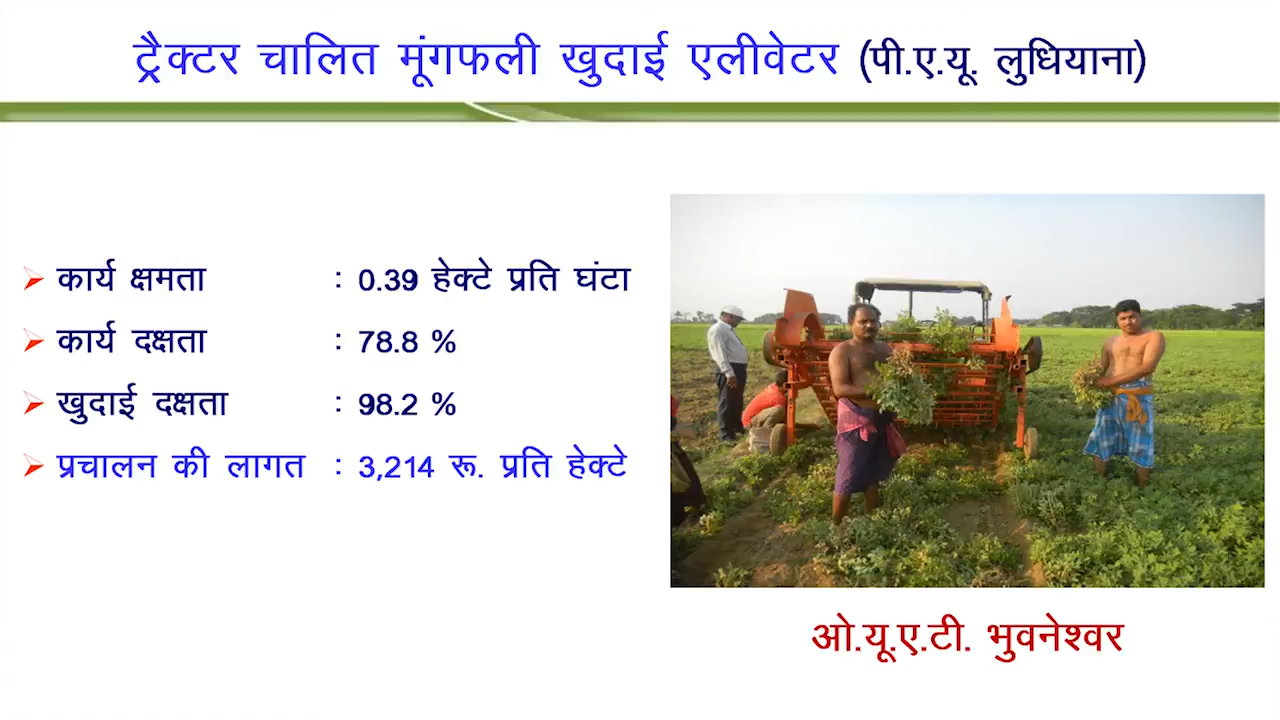 ट्रैक्टर चालित मूंगफली खुदाई एलीवेटर (पी.ए.यू. लुधियाना)
कार्य क्षमता : 0.39 हेक्टे प्रति घंटा
कार्य दक्षता : 78.8 %
खुदाई दक्षता : 98.2 %
प्रचालन की लागत : 3,214 रू. प्रति हेक्टे
ओ.यू.ए.टी. भुवनेश्वर